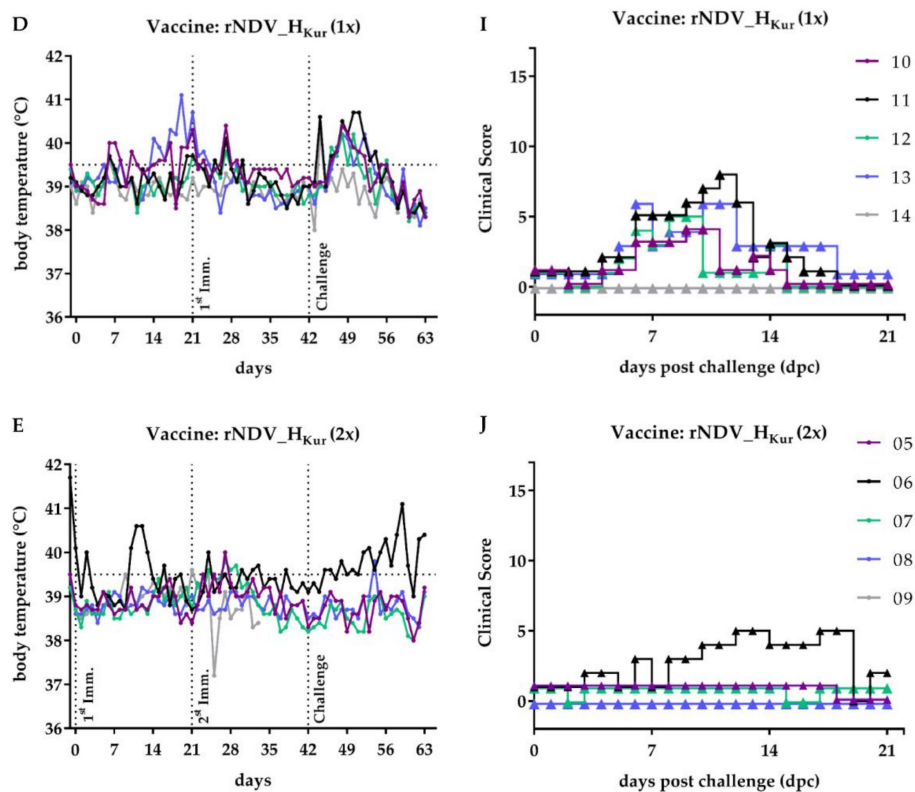 D
Vaccine: rNDV_HKur (1x)
body temperature (°C)
42
41
40
39
38
37
36
1st Imm.
Challenge
0 7 14 21 28 35 42 49 56 63
days
I
Vaccine: rNDV_HKur (1x)
Clinical Score
15
10
5
0
0 7 14 21
days post challenge (dpc)
10
11
12
13
14
E
Vaccine: rNDV_HKur (2x)
body temperature (°C)
42
41
40
39
38
37
36
1st Imm.
2nd Imm.
Challenge
0 7 14 21 28 35 42 49 56 63
days
J
Vaccine: rNDV_HKur (2x)
Clinical Score
15
10
5
0
0 7 14 21
days post challenge (dpc)
05
06
07
08
09